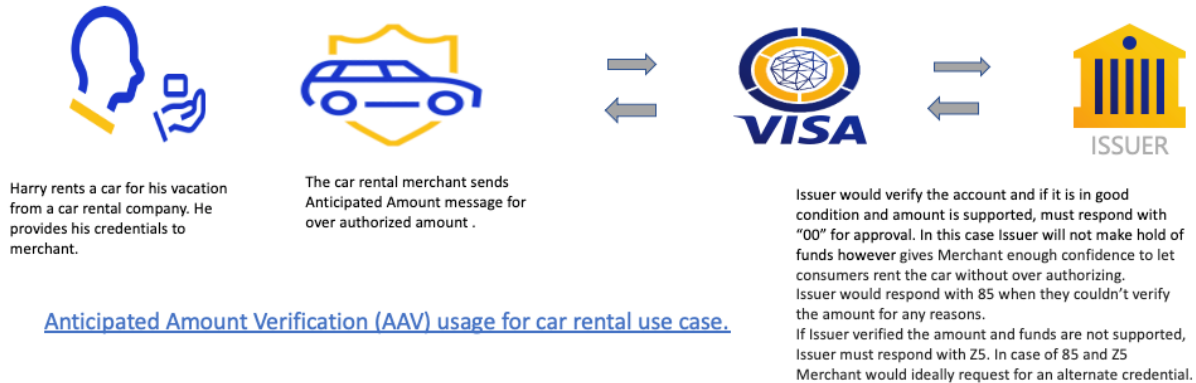 VISA
ISSUER
Harry rents a car for his vacation
from a car rental company. He
provides his credentials to
merchant.
The car rental merchant sends
Anticipated Amount message for
over authorized amount .
Issuer would verify the account and if it is in good
condition and amount is supported, must respond with
“00” for approval. In this case Issuer will not make hold of
funds however gives Merchant enough confidence to let
consumers rent the car without over authorizing.
Issuer would respond with 85 when they couldn’t verify
the amount for any reasons.
If Issuer verified the amount and funds are not supported,
Issuer must respond with Z5. In case of 85 and Z5
Merchant would ideally request for an alternate credential.
Anticipated Amount Verification (AAV) usage for car rental use case.